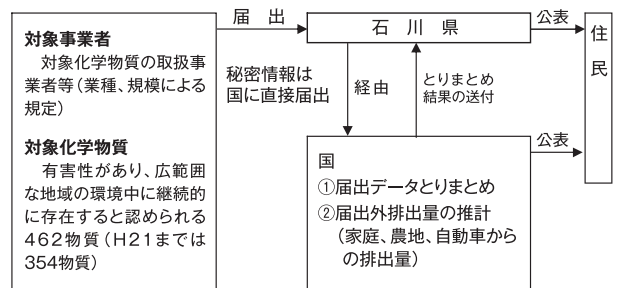 対象事業者
対象化学物質の取扱事
業者等(業種、規模による
規定)
対象化学物質
有害性があり、広範囲
な地域の環境中に継続的
に存在すると認められる
462物質(H21までは
354物質)
届出
秘密情報は
国に直接届出
石川県
経由
とりまとめ
結果の送付
国
①届出データとりまとめ
②届出外排出量の推計
(家庭、農地、自動車から
の排出量)
公表
公表
住
民